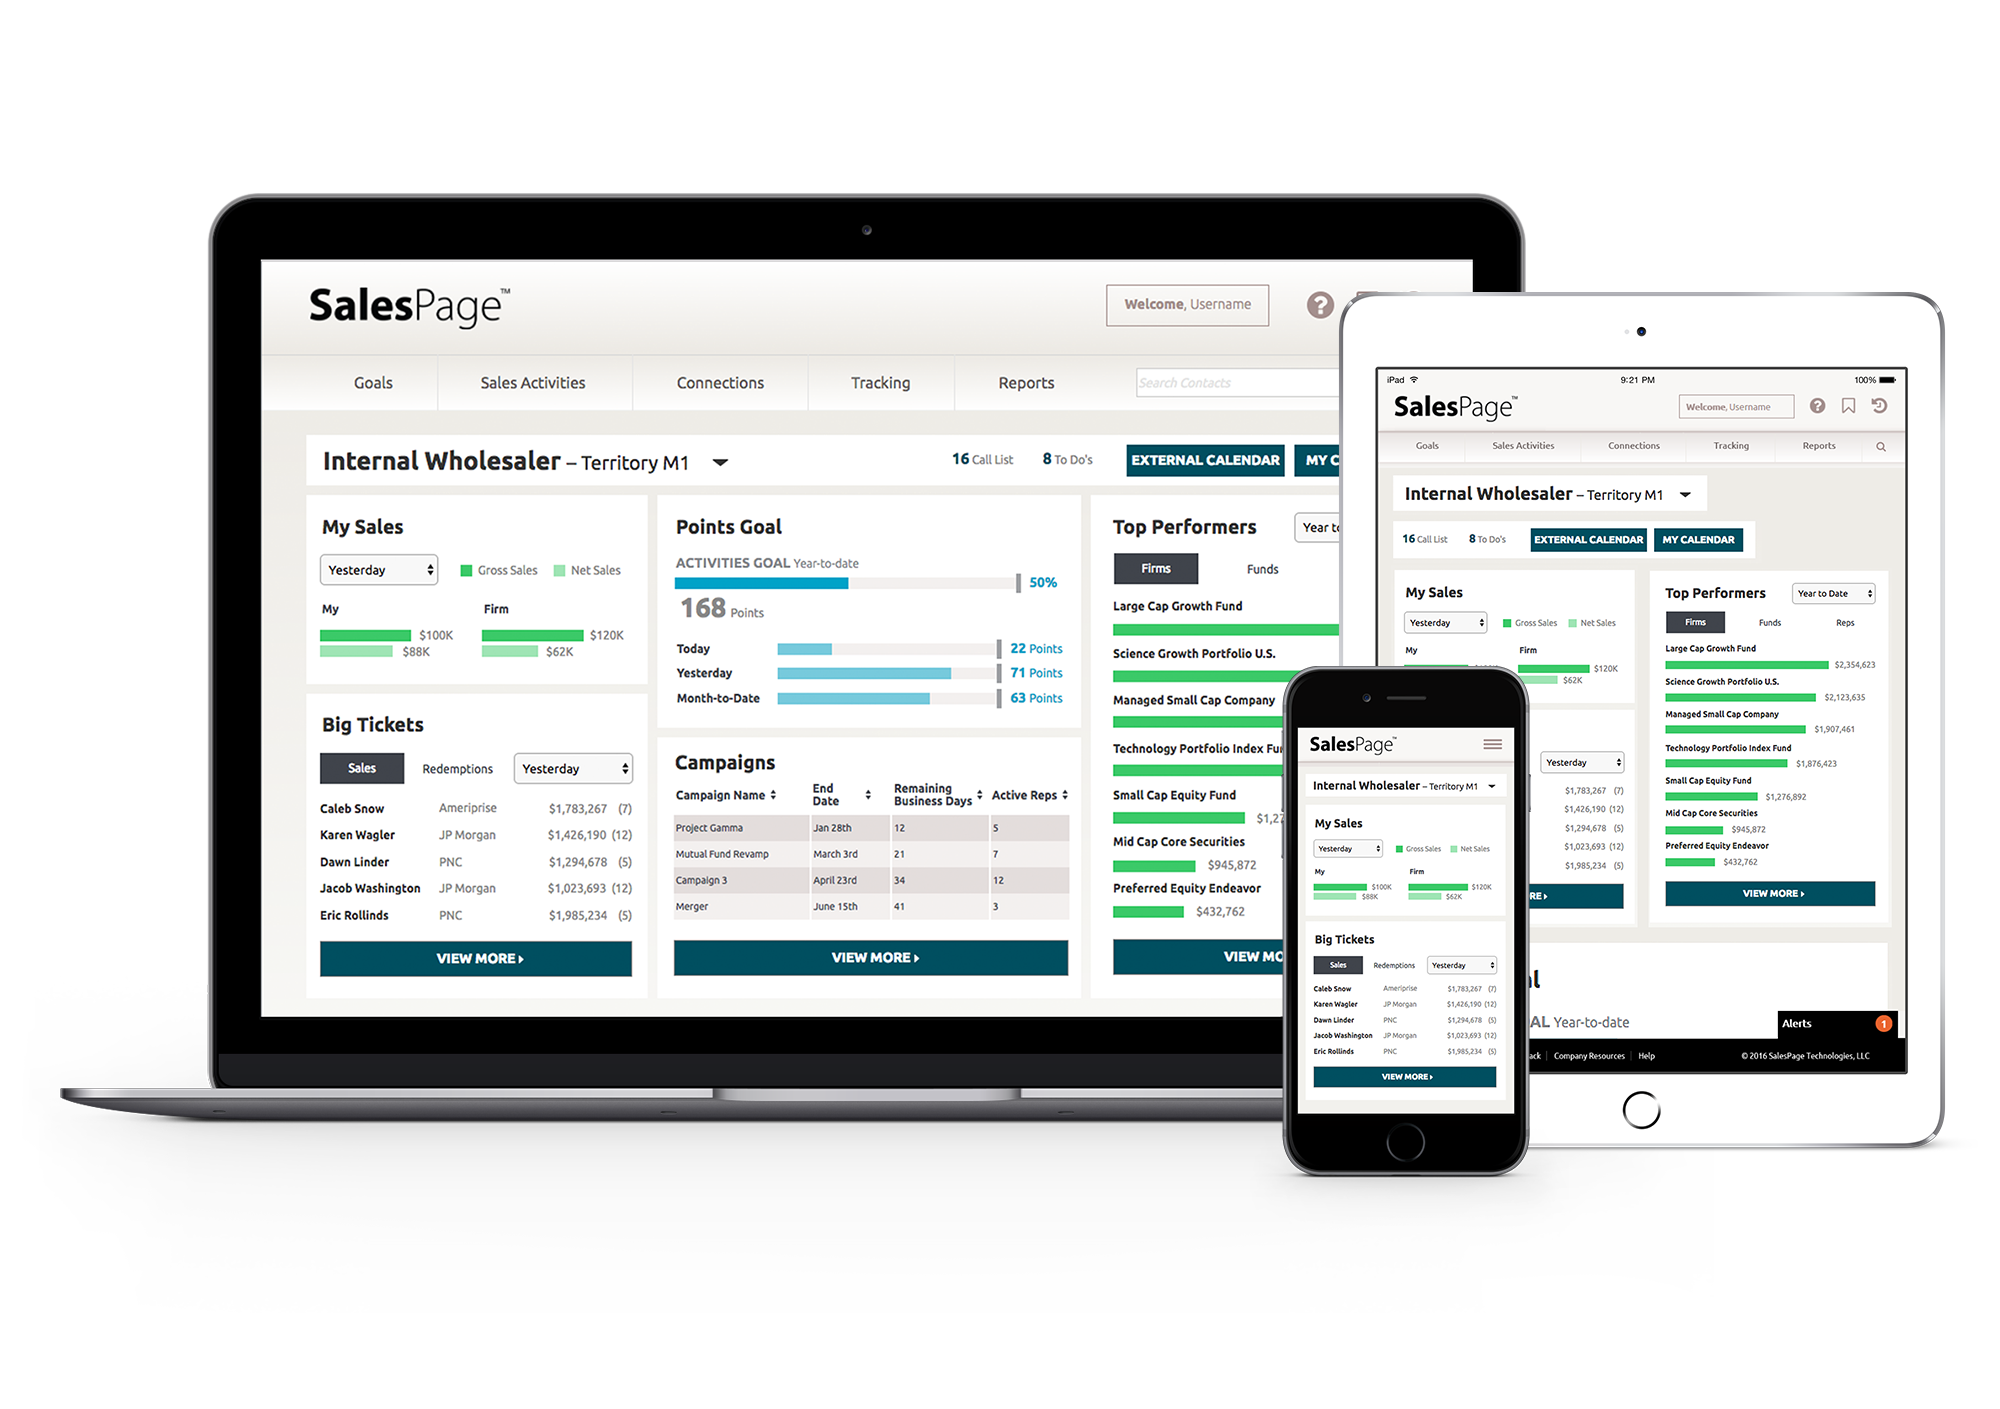 SalesPage™
Welcome, Username
?
Goals
Sales Activities
Connections
Tracking
Reports
Search Contacts
Internal Wholesaler – Territory M1
16 Call List
8 To Do's
EXTERNAL CALENDAR
MY C
My Sales
Yesterday
Gross Sales
Net Sales
My
Firm
$100K
$88K
$120K
$62K
Big Tickets
Sales
Redemptions
Yesterday
Caleb Snow Ameriprise $1,783,267 (7)
Karen Wagler JP Morgan $1,426,190 (12)
Dawn Linder PNC $1,294,678 (5)
Jacob Washington JP Morgan $1,023,693 (12)
Eric Rollinds PNC $1,985,234 (5)
VIEW MORE
Points Goal
ACTIVITIES GOAL Year-to-date
50%
168 Points
Today 22 Points
Yesterday 71 Points
Month-to-Date 63 Points
Campaigns
Campaign Name End Date Remaining Business Days Active Reps
Project Gamma Jan 28th 12 5
Mutual Fund Revamp March 3rd 21 7
Campaign 3 April 23rd 34 12
Merger June 15th 41 3
VIEW MORE
Top Performers
Year to
Firms
Funds
Large Cap Growth Fund
Science Growth Portfolio U.S.
Managed Small Cap Company
Technology Portfolio Index Fu
Small Cap Equity Fund
$1,27
Mid Cap Core Securities
$945,872
Preferred Equity Endeavor
$432,762
VIEW MO
iPad
9:21 PM
100%
SalesPage™
Welcome, Username
?
Goals
Sales Activities
Connections
Tracking
Reports
Internal Wholesaler – Territory M1
16 Call List
8 To Do's
EXTERNAL CALENDAR
MY CALENDAR
My Sales
Yesterday
Gross Sales
Net Sales
My
Firm
$120K
$62K
Yesterday
$1,783,267 (7)
$1,426,190 (12)
$1,294,678 (5)
$1,023,693 (12)
$1,985,234 (5)
RE
Top Performers
Year to Date
Firms
Funds
Reps
Large Cap Growth Fund
$2,354,623
Science Growth Portfolio U.S.
$2,123,635
Managed Small Cap Company
$1,907,461
Technology Portfolio Index Fund
$1,876,423
Small Cap Equity Fund
$1,276,892
Mid Cap Core Securities
$945,872
Preferred Equity Endeavor
$432,762
VIEW MORE
al
AL Year-to-date
Alerts
1
ack
Company Resources
Help
© 2016 SalesPage Technologies, LLC
SalesPage™
Internal Wholesaler – Territory M1
My Sales
Yesterday
Gross Sales
Net Sales
My
Firm
$100K
$88K
$120K
$62K
Big Tickets
Sales
Redemptions
Yesterday
Caleb Snow Ameriprise $1,783,267 (7)
Karen Wagler JP Morgan $1,426,190 (12)
Dawn Linder PNC $1,294,678 (5)
Jacob Washington JP Morgan $1,023,693 (12)
Eric Rollinds PNC $1,985,234 (5)
VIEW MORE